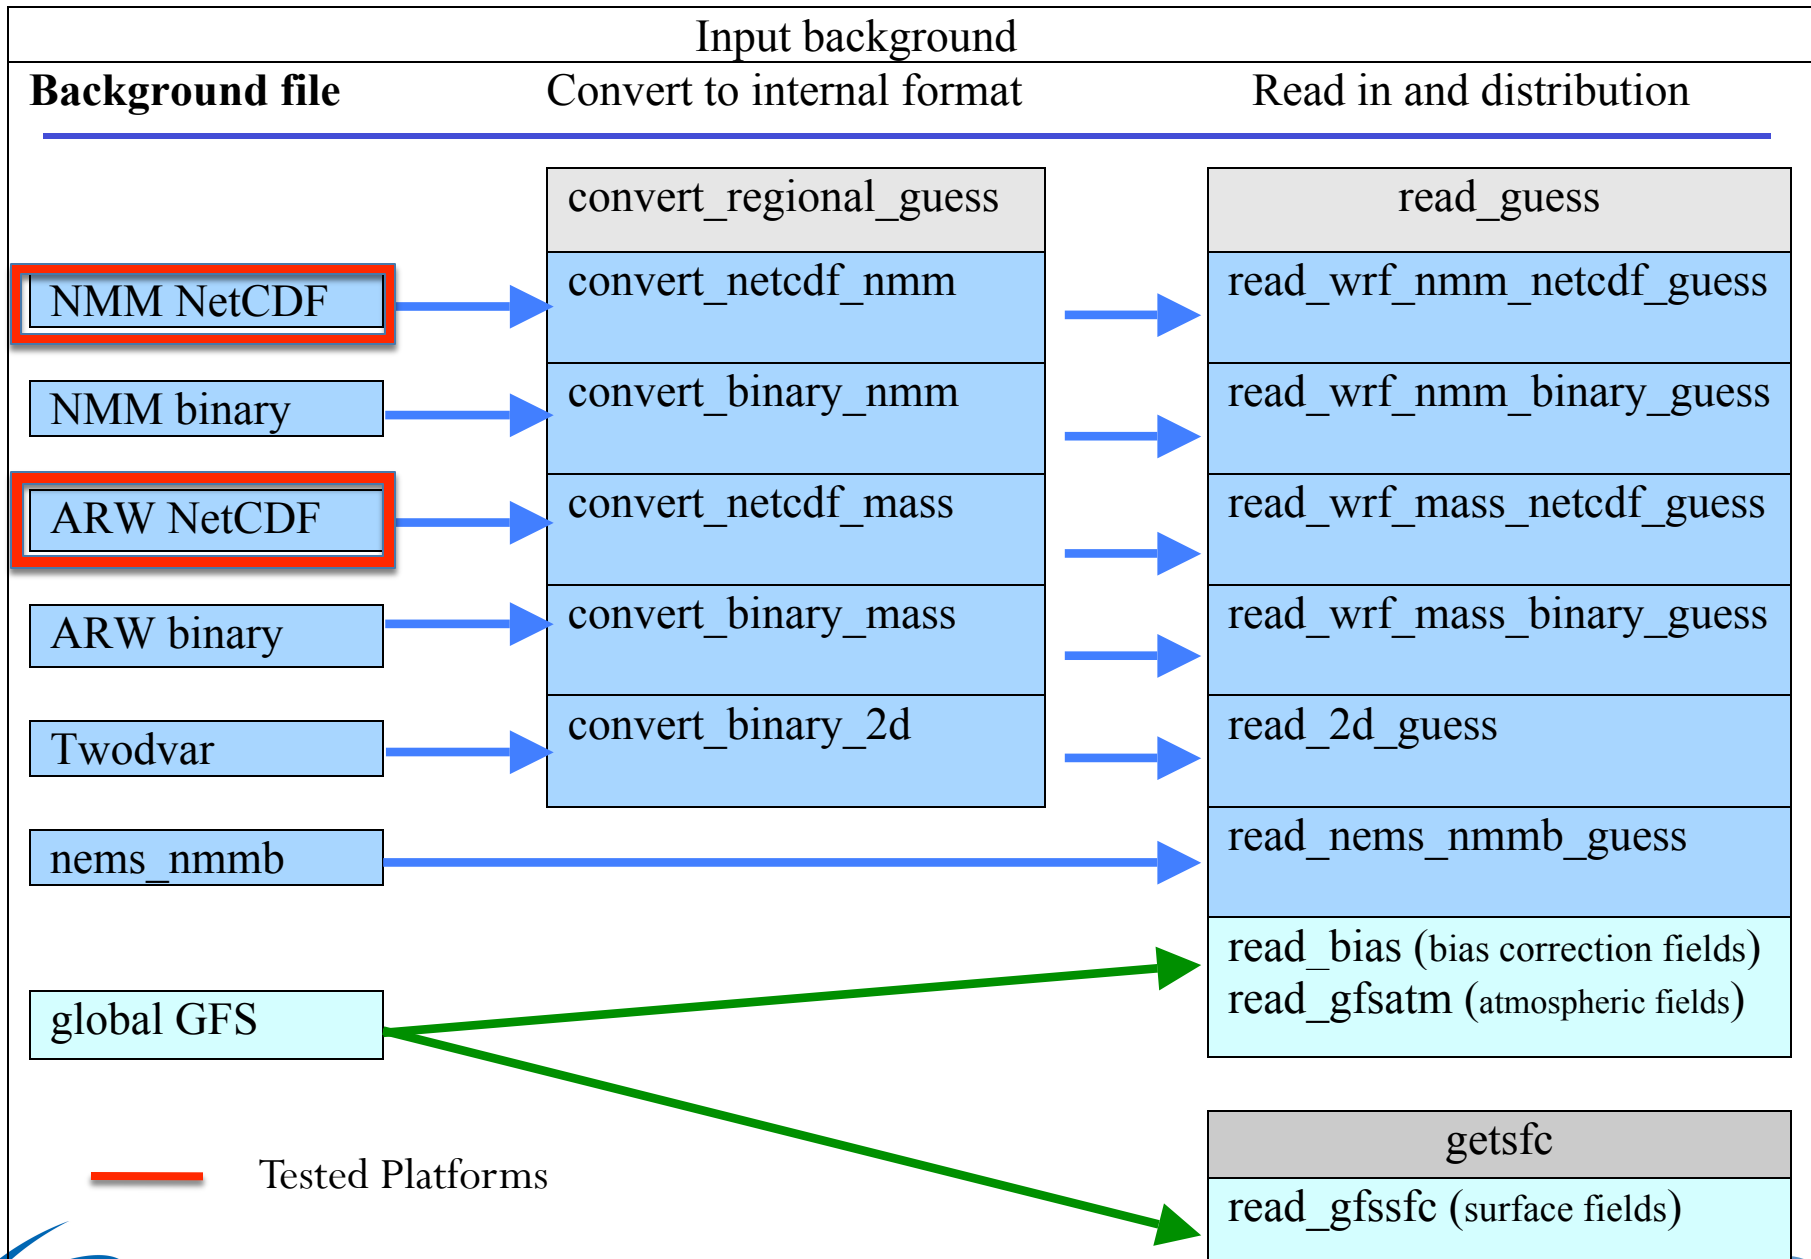 Input background
Background file
Convert to internal format
Read in and distribution
convert_regional_guess
read_guess
NMM NetCDF
convert_netcdf_nmm
read_wrf_nmm_netcdf_guess
NMM binary
convert_binary_nmm
read_wrf_nmm_binary_guess
ARW NetCDF
convert_netcdf_mass
read_wrf_mass_netcdf_guess
ARW binary
convert_binary_mass
read_wrf_mass_binary_guess
Twodvar
convert_binary_2d
read_2d_guess
nems_nmmb
read_nems_nmmb_guess
global GFS
read_bias (bias correction fields)
read_gfsatm (atmospheric fields)
getsfc
read_gfssfc (surface fields)
Tested Platforms